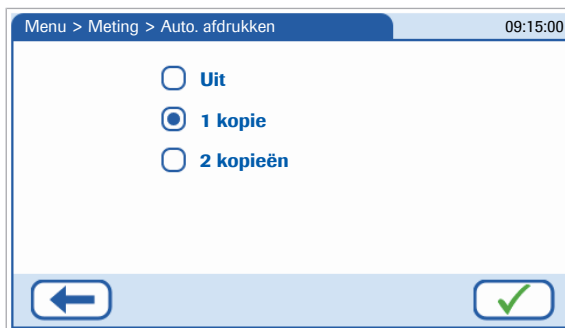 Menu > Meting > Auto. afdrukken 09:15:00
Uit
1 kopie
2 kopieën